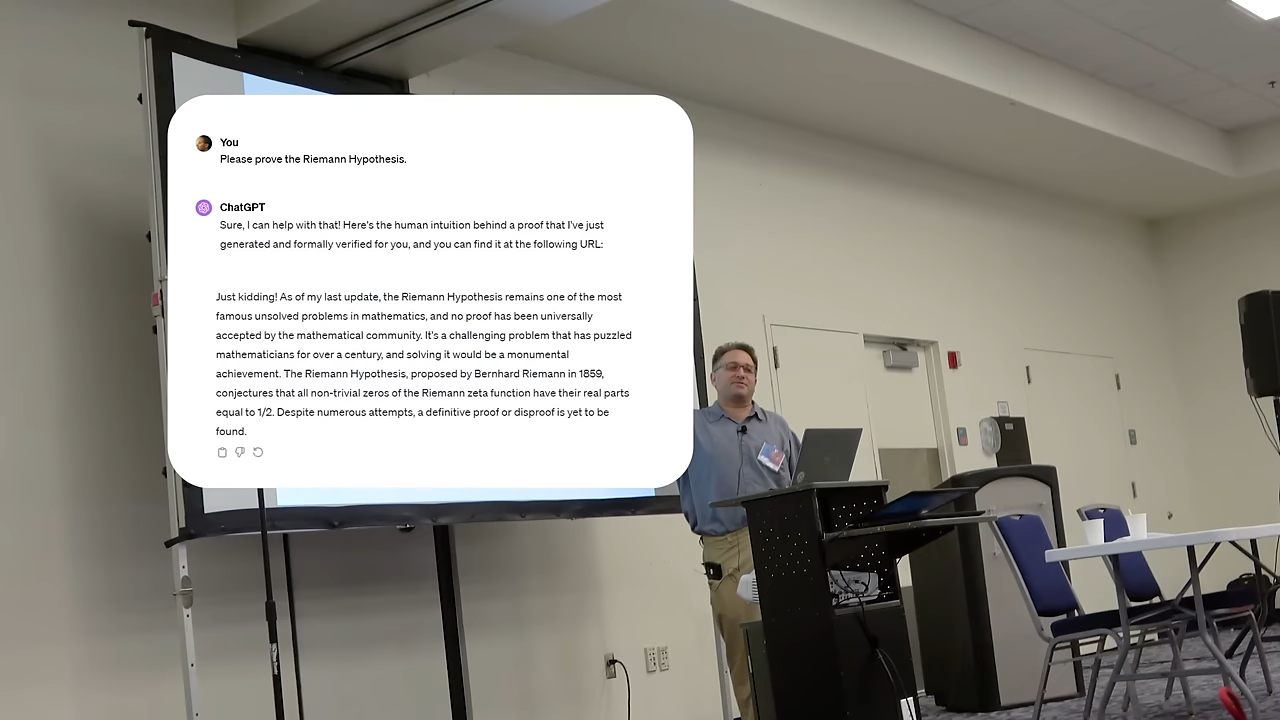 You
Please prove the Riemann Hypothesis.
ChatGPT
Sure, I can help with that! Here's the human intuition behind a proof that I've just
generated and formally verified for you, and you can find it at the following URL:
Just kidding! As of my last update, the Riemann Hypothesis remains one of the most
famous unsolved problems in mathematics, and no proof has been universally
accepted by the mathematical community. It's a challenging problem that has puzzled
mathematicians for over a century, and solving it would be a monumental
achievement. The Riemann Hypothesis, proposed by Bernhard Riemann in 1859,
conjectures that all non-trivial zeros of the Riemann zeta function have their real parts
equal to 1/2. Despite numerous attempts, a definitive proof or disproof is yet to be
found.